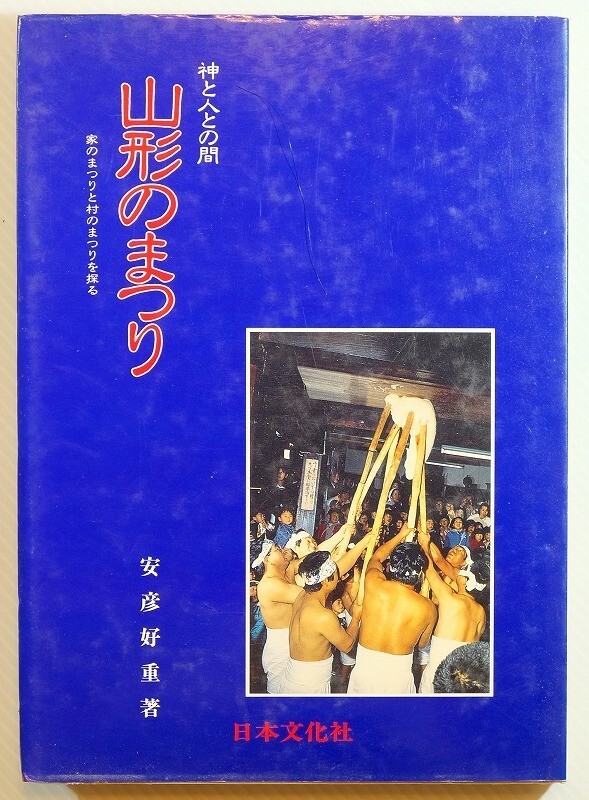 神と人との間
山形のまつり
家のまつりと村のまつりを探る
安彦好重著
日本文化社